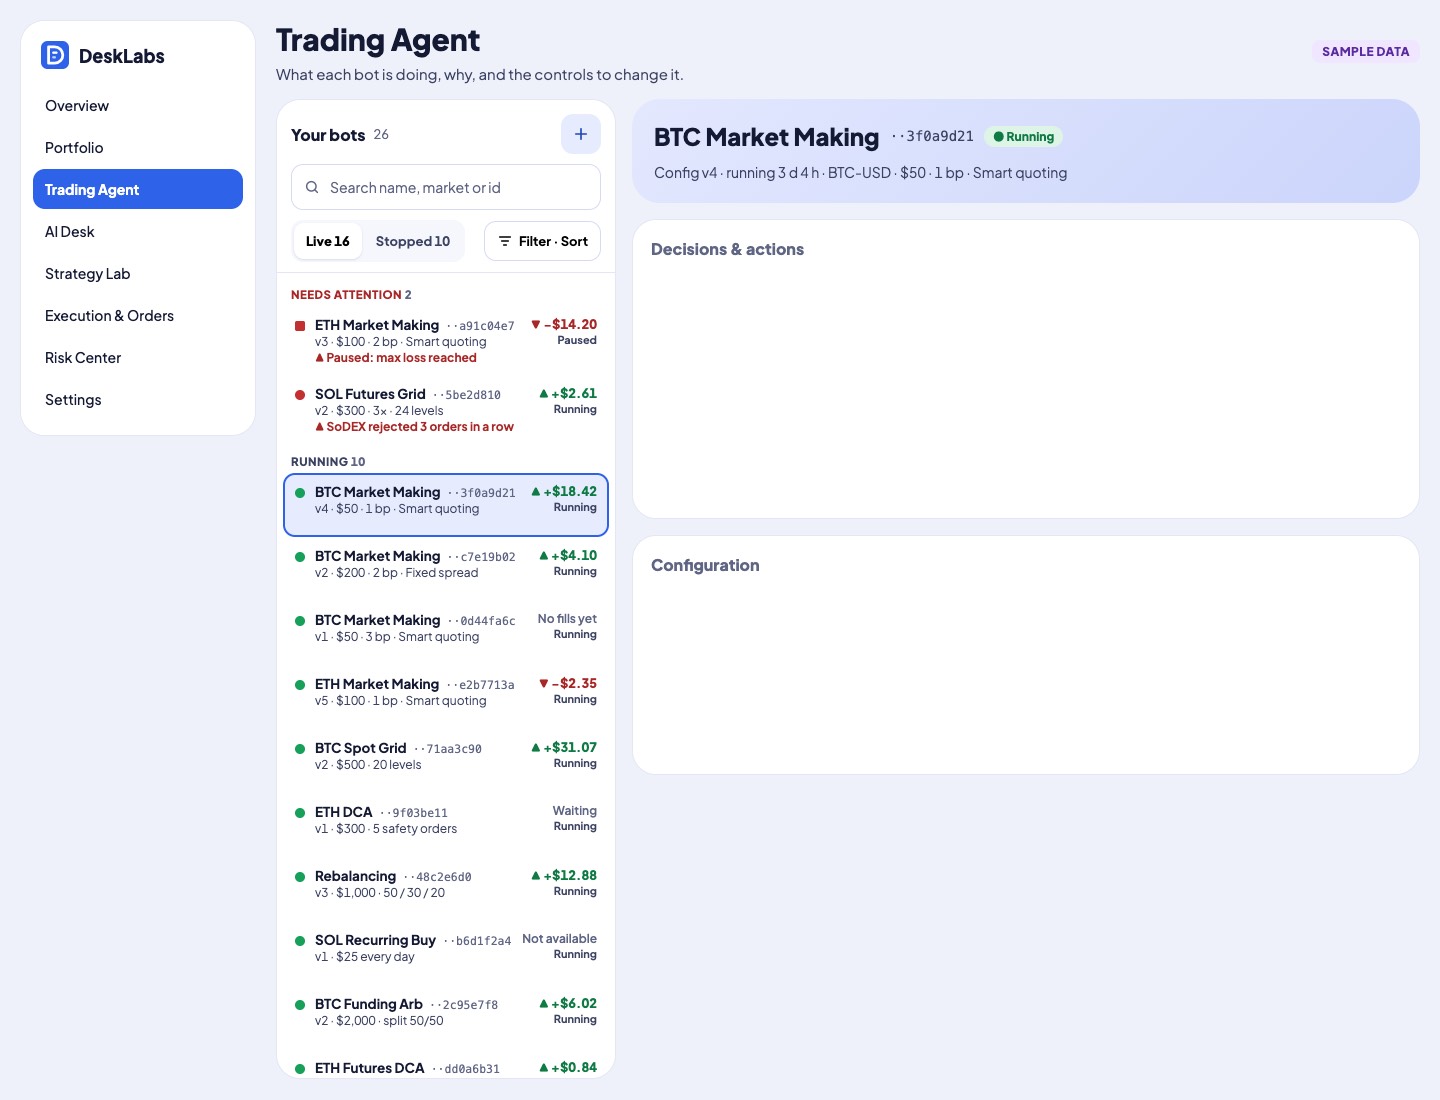 DeskLabs
Overview
Portfolio
Trading Agent
AI Desk
Strategy Lab
Execution & Orders
Risk Center
Settings
Trading Agent
What each bot is doing, why, and the controls to change it.
SAMPLE DATA
Your bots 26
+
Search name, market or id
Live 16 Stopped 10 Filter · Sort
NEEDS ATTENTION 2
ETH Market Making ··a91c04e7 ▼ −$14.20
v3 · $100 · 2 bp · Smart quoting Paused
▲ Paused: max loss reached
SOL Futures Grid ··5be2d810 ▲ +$2.61
v2 · $300 · 3× · 24 levels Running
▲ SoDEX rejected 3 orders in a row
RUNNING 10
BTC Market Making ··3f0a9d21 ▲ +$18.42
v4 · $50 · 1 bp · Smart quoting Running
BTC Market Making ··c7e19b02 ▲ +$4.10
v2 · $200 · 2 bp · Fixed spread Running
BTC Market Making ··0d44fa6c No fills yet
v1 · $50 · 3 bp · Smart quoting Running
ETH Market Making ··e2b7713a ▼ −$2.35
v5 · $100 · 1 bp · Smart quoting Running
BTC Spot Grid ··71aa3c90 ▲ +$31.07
v2 · $500 · 20 levels Running
ETH DCA ··9f03be11 Waiting
v1 · $300 · 5 safety orders Running
Rebalancing ··48c2e6d0 ▲ +$12.88
v3 · $1,000 · 50 / 30 / 20 Running
SOL Recurring Buy ··b6d1f2a4 Not available
v1 · $25 every day Running
BTC Funding Arb ··2c95e7f8 ▲ +$6.02
v2 · $2,000 · split 50/50 Running
ETH Futures DCA ··dd0a6b31 ▲ +$0.84
BTC Market Making ··3f0a9d21 ● Running
Config v4 · running 3 d 4 h · BTC-USD · $50 · 1 bp · Smart quoting
Decisions & actions
Configuration